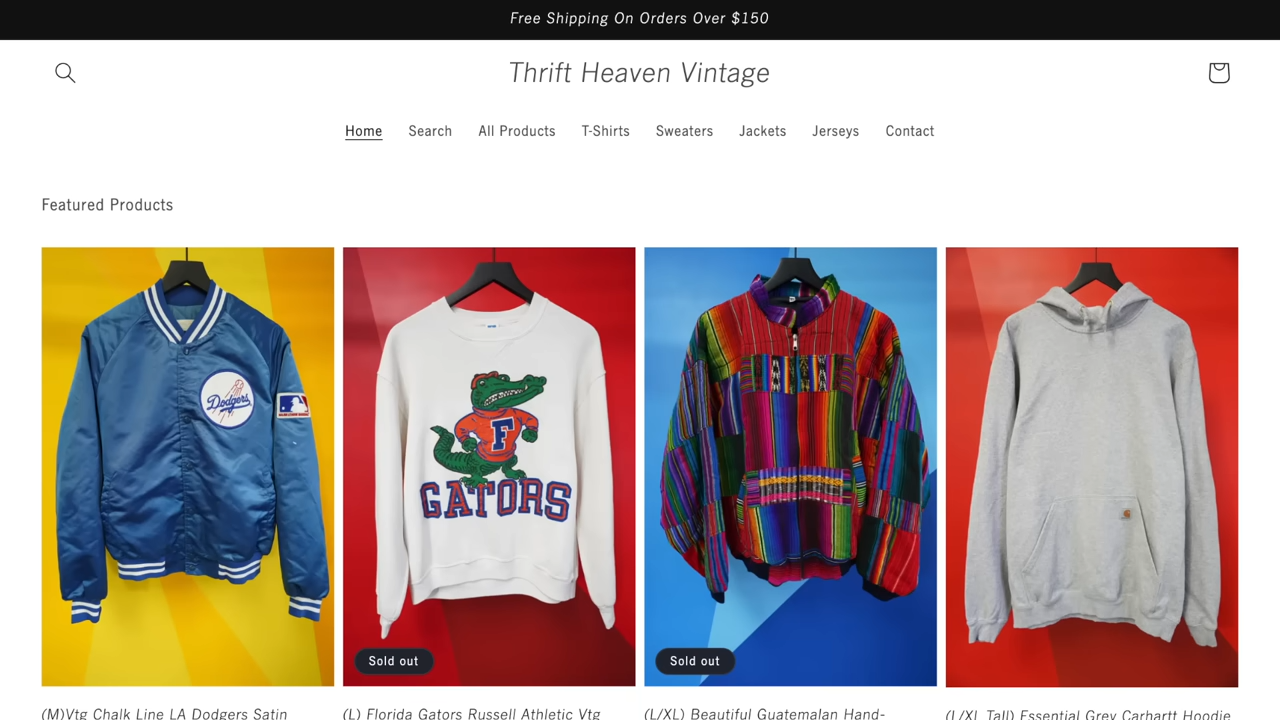 Free Shipping On Orders Over $150
Thrift Heaven Vintage
Home Search All Products T-Shirts Sweaters Jackets Jerseys Contact
Featured Products
Dodgers
F
GATORS
Sold out
Sold out
(M)Vtg Chalk Line LA Dodgers Satin
(L) Florida Gators Russell Athletic Vtg
(L/XL) Beautiful Guatemalan Hand-
(L/XL Tall) Essential Grey Carhartt Hoodie